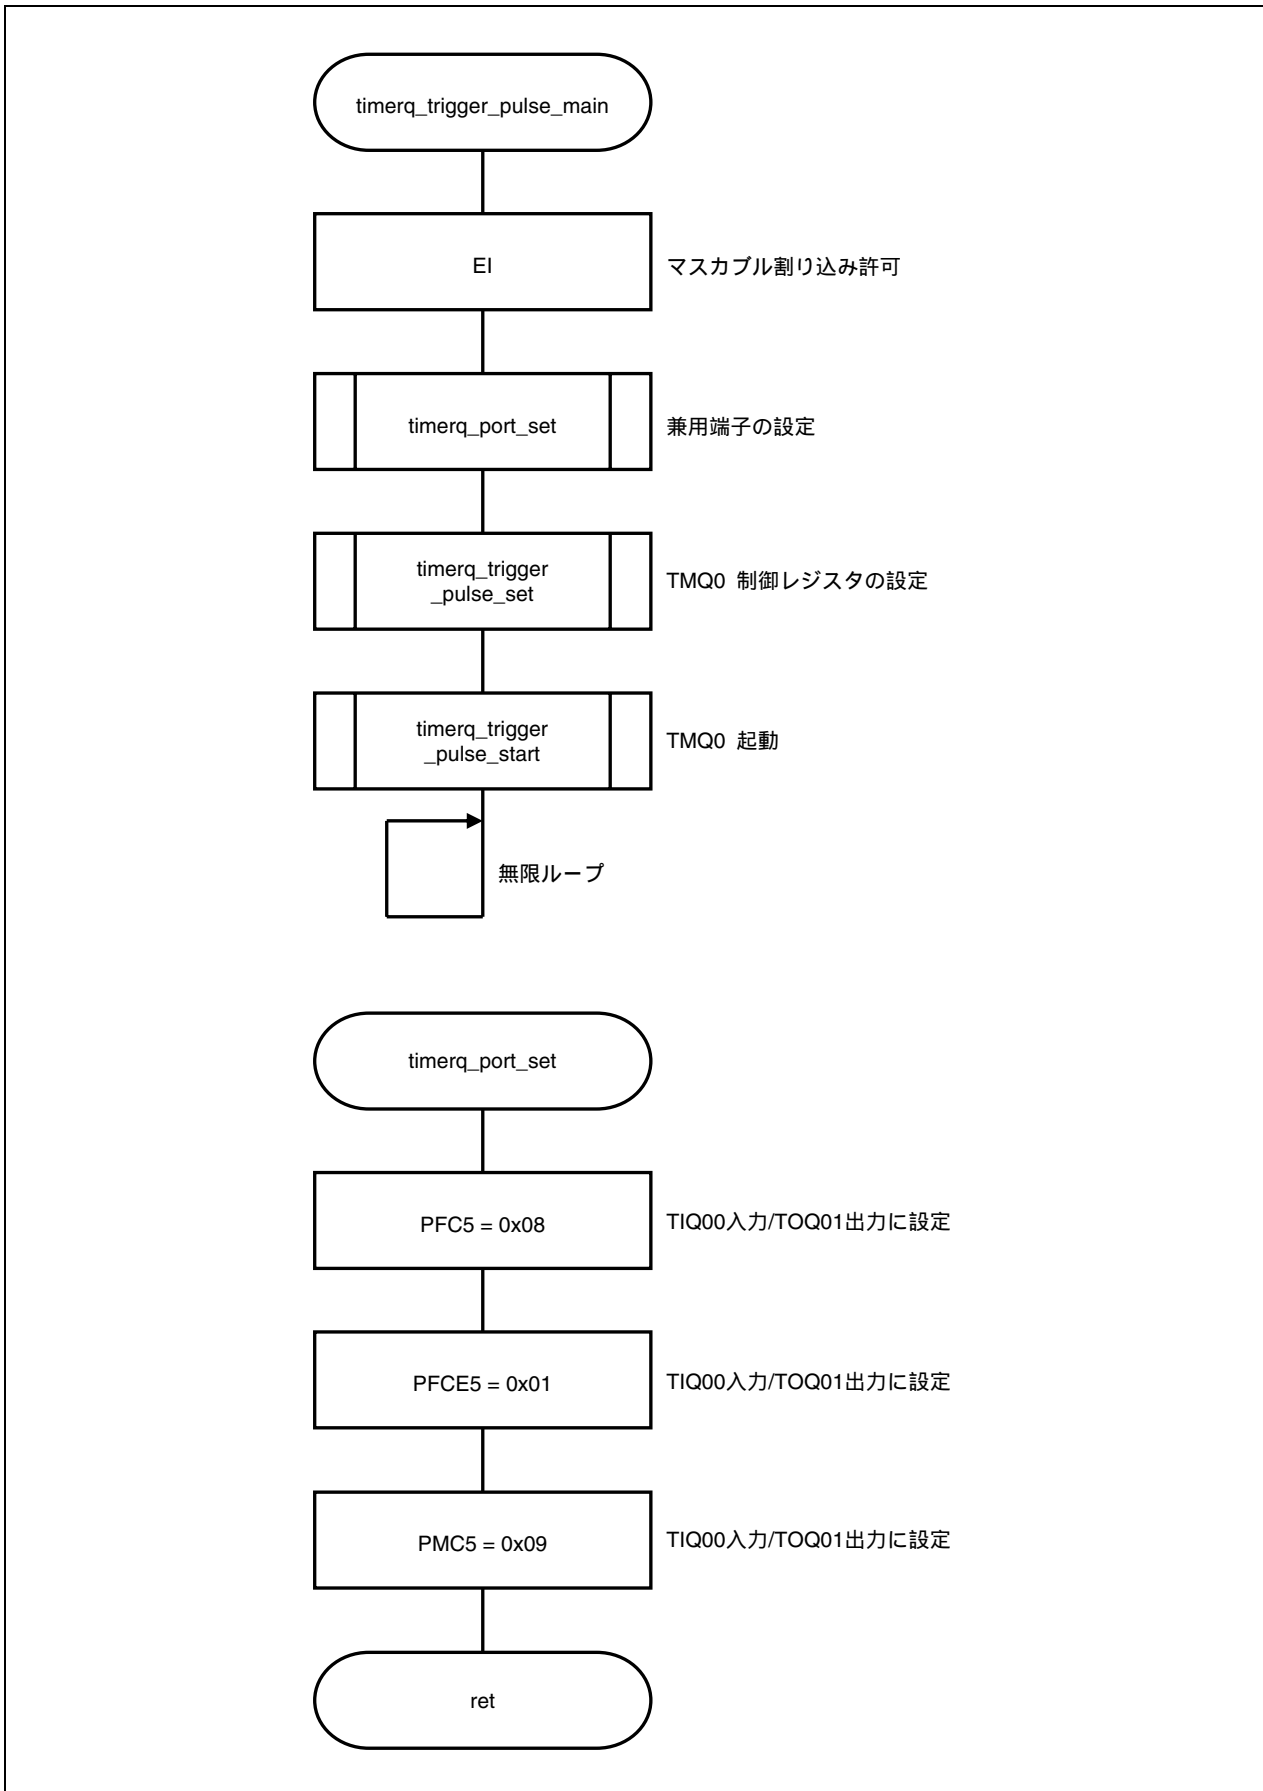 timerq_trigger_pulse_main
EI
マスカブル割り込み許可
timerq_port_set
兼用端子の設定
timerq_trigger
_pulse_set
TMQ0 制御レジスタの設定
timerq_trigger
_pulse_start
TMQ0 起動
無限ループ
timerq_port_set
PFC5 = 0x08
TIQ00入力/TOQ01出力に設定
PFCE5 = 0x01
TIQ00入力/TOQ01出力に設定
PMC5 = 0x09
TIQ00入力/TOQ01出力に設定
ret